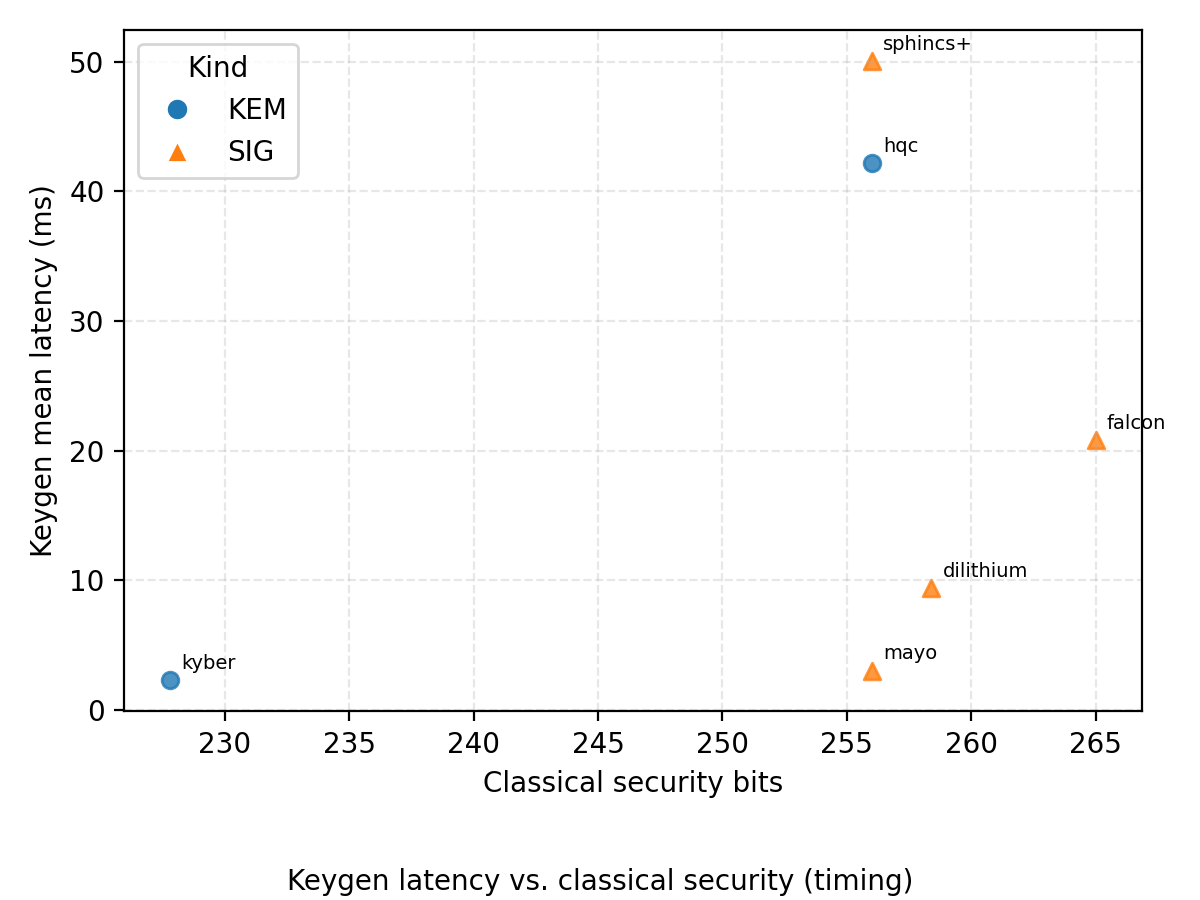 sphincs+
50
Kind
KEM
SIG
hqc
40
30
falcon
20
dilithium
10
mayo
kyber
0
Keygen mean latency (ms)
230 235 240 245 250 255 260 265
Classical security bits
Keygen latency vs. classical security (timing)